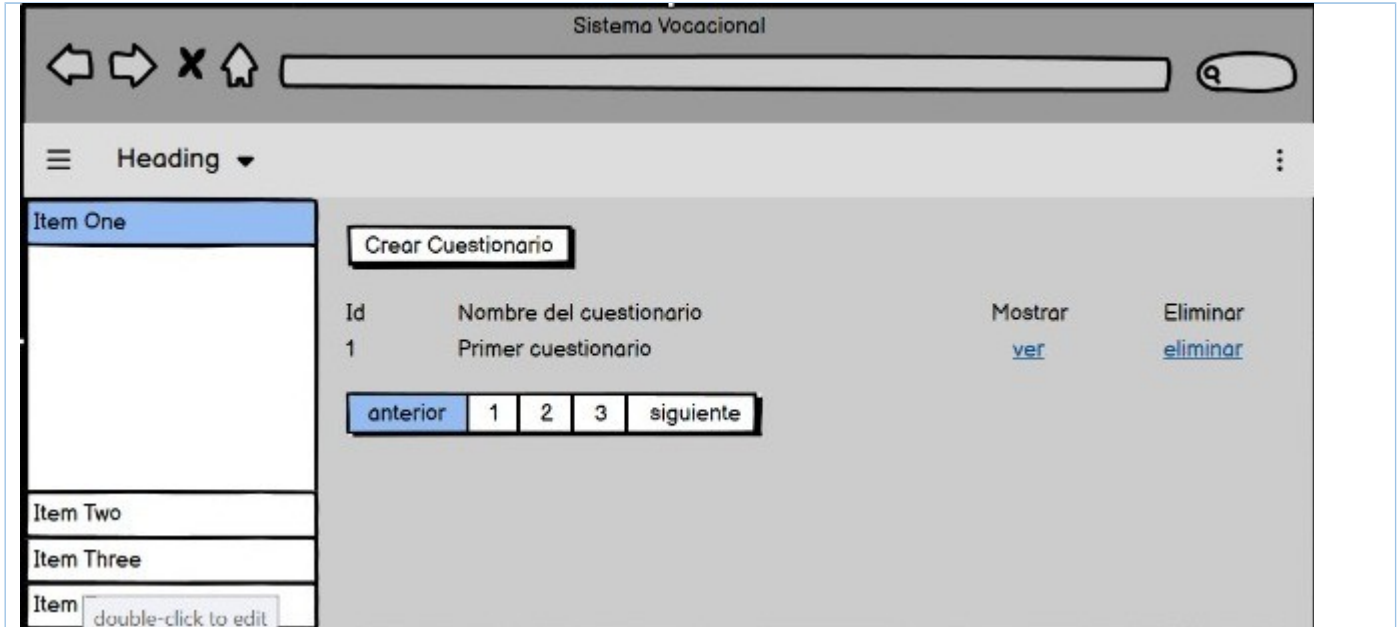 Sistema Vocacional
Heading
Item One
Item Two
Item Three
Item
double-click to edit
Crear Cuestionario
Id Nombre del cuestionario Mostrar Eliminar
1 Primer cuestionario ver eliminar
anterior 1 2 3 siguiente